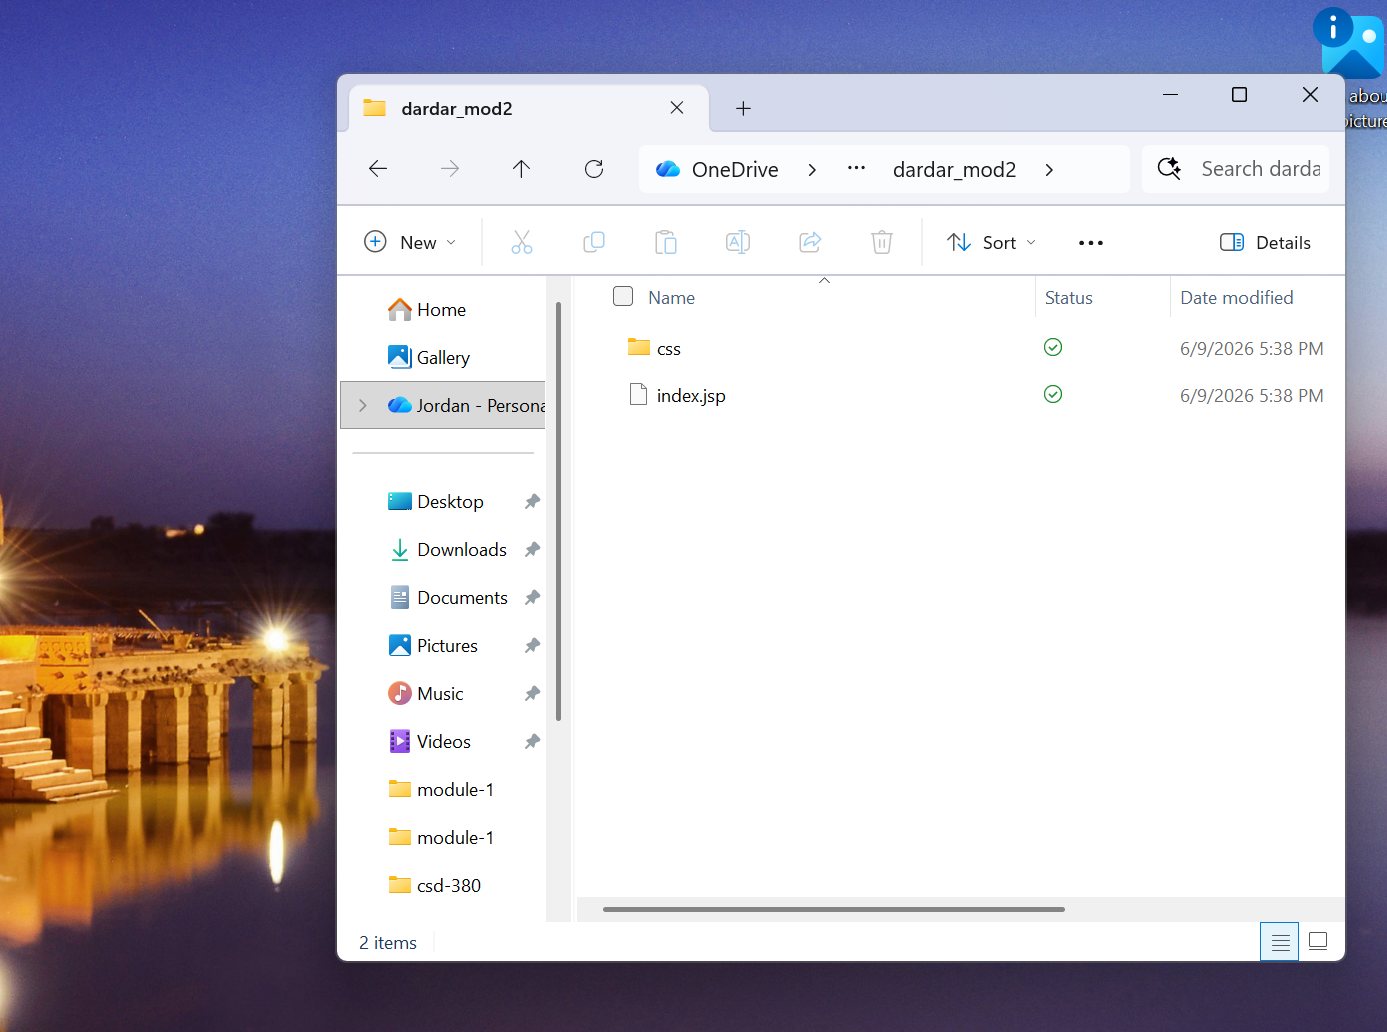 dardar_mod2
abou
picture
OneDrive
dardar_mod2
Search darda
New
Sort
Details
Name
Status
Date modified
Home
css
6/9/2026 5:38 PM
Gallery
index.jsp
6/9/2026 5:38 PM
Jordan - Persona
Desktop
Downloads
Documents
Pictures
Music
Videos
module-1
module-1
csd-380
2 items